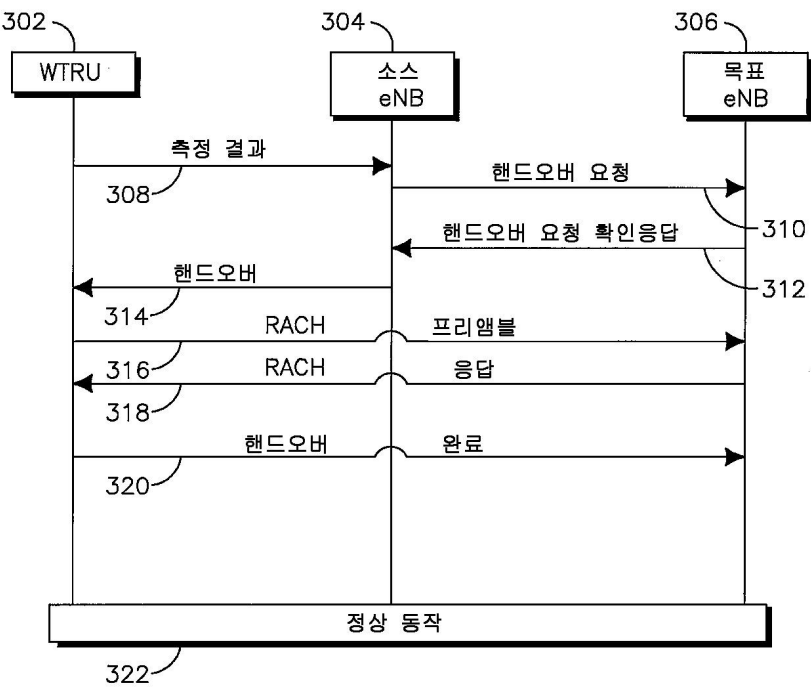 302
304
306
WTRU
소스
eNB
목표
eNB
측정 결과
308
핸드오버 요청
310
핸드오버 요청 확인응답
312
핸드오버
314
RACH 프리앰블
316
RACH 응답
318
핸드오버 완료
320
정상 동작
322